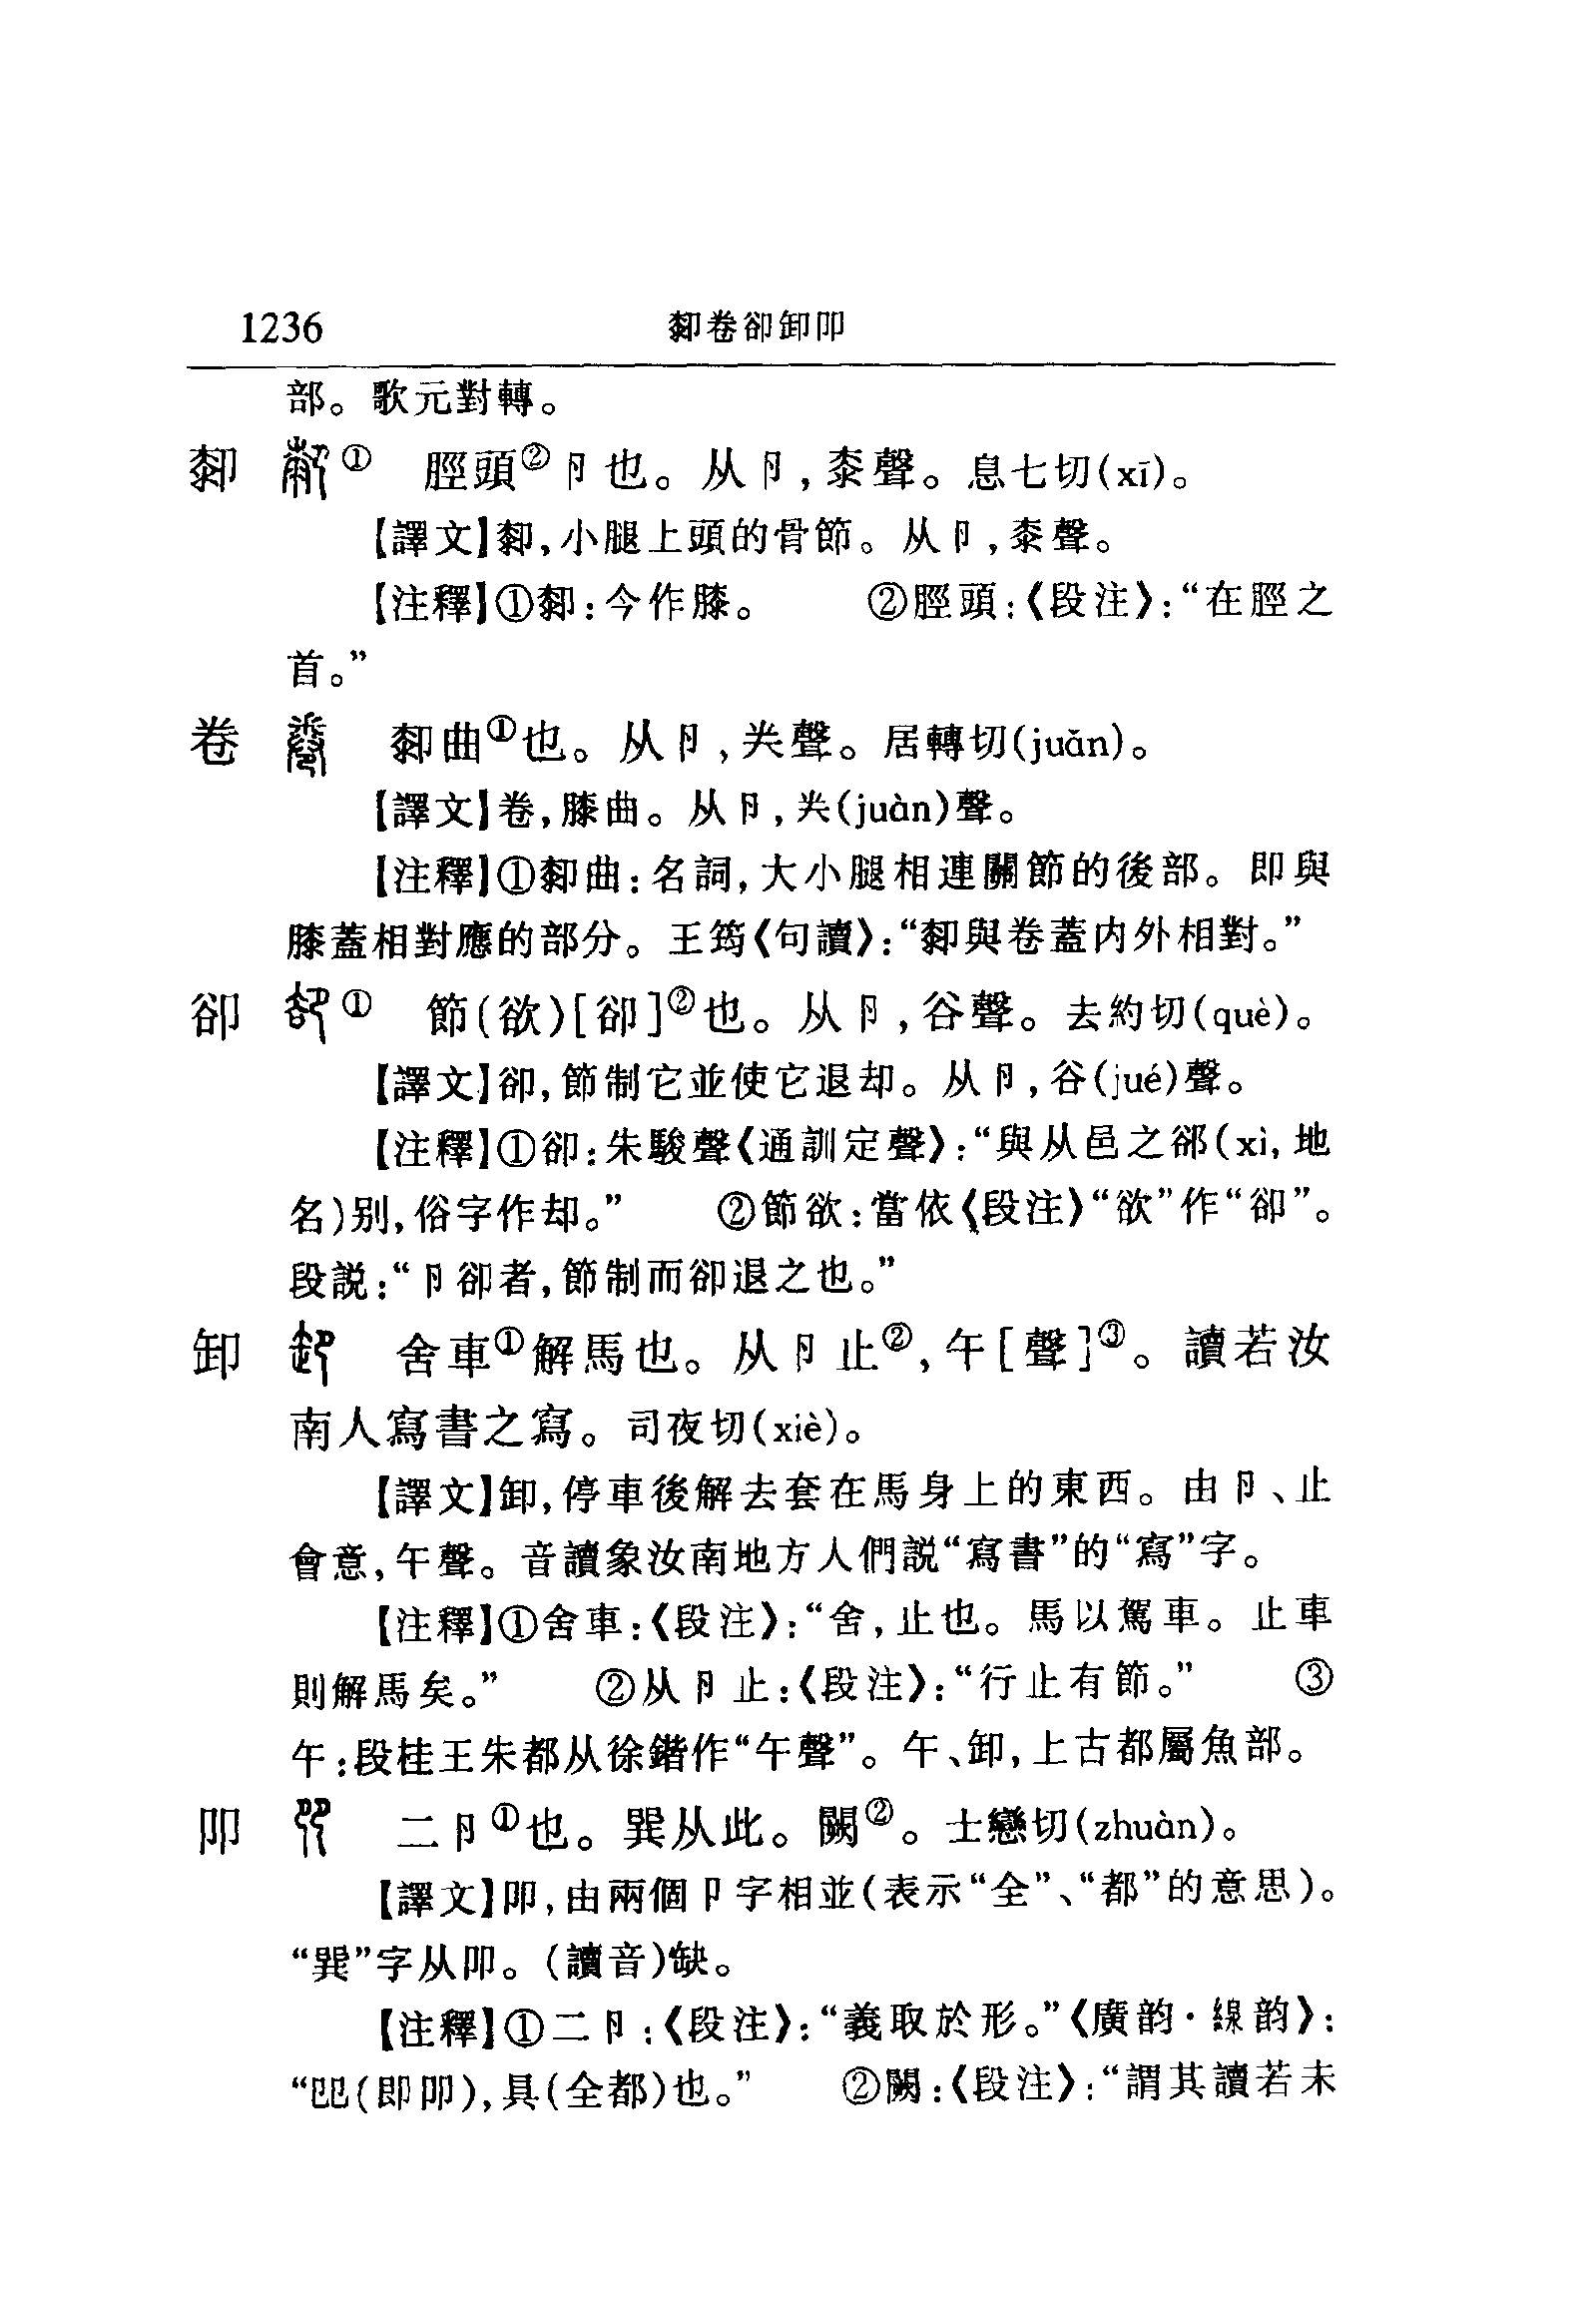 1236 厀卷卻卸卯
部。歌元對轉。
厀 ① 脛頭②卪也。从卪,桼聲。息七切(xī)。
【譯文】厀,小腿上頭的骨節。从卪,桼聲。
【注釋】①厀:今作膝。 ②脛頭:《段注》:“在脛之
首。”
卷 厀曲①也。从卪,𢍏聲。居轉切(juǎn)。
【譯文】卷,膝曲。从卪,𢍏(juàn)聲。
【注釋】①厀曲:名詞,大小腿相連關節的後部。即與
膝蓋相對應的部分。王筠《句讀》:“厀與卷蓋内外相對。”
卻 ① 節(欲)[卻]②也。从卪,谷聲。去約切(què)。
【譯文】卻,節制它並使它退却。从卪,谷(jué)聲。
【注釋】①卻:朱駿聲《通訓定聲》:“與从邑之郤(xì,地
名)别,俗字作却。” ②節欲:當依《段注》“欲”作“卻”。
段説:“卪卻者,節制而卻退之也。”
卸 舍車①解馬也。从卪止②,午[聲]③。讀若汝
南人寫書之寫。司夜切(xiè)。
【譯文】卸,停車後解去套在馬身上的東西。由卪、止
會意,午聲。音讀象汝南地方人們説“寫書”的“寫”字。
【注釋】①舍車:《段注》:“舍,止也。馬以駕車。止車
則解馬矣。” ②从卪止:《段注》:“行止有節。” ③
午:段桂王朱都从徐鍇作“午聲”。午、卸,上古都屬魚部。
卩卩 二卪①也。巽从此。闕②。士戀切(zhuàn)。
【譯文】卩卩,由兩個卪字相並(表示“全”、“都”的意思)。
“巽”字从卩卩。(讀音)缺。
【注釋】①二卪:《段注》:“義取於形。”《廣韵·線韵》:
“㔾㔾(即卩卩),具(全都)也。” ②闕:《段注》:“謂其讀若未